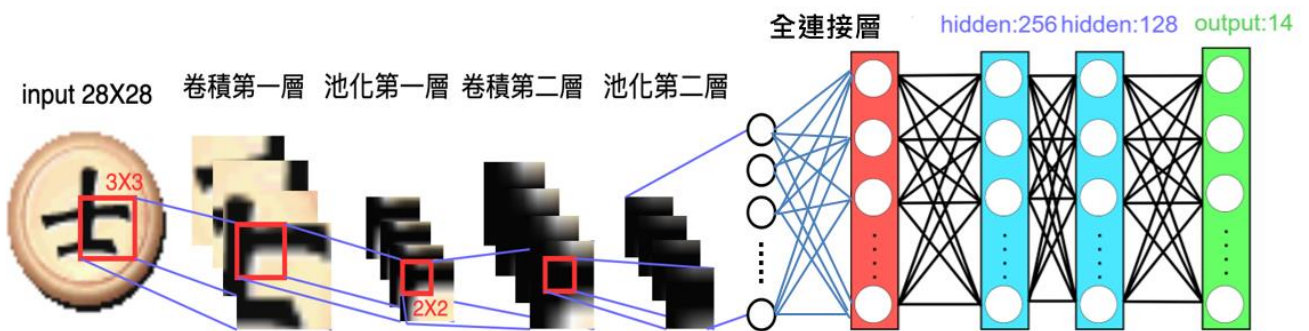 全連接層
hidden:256
hidden:128
output:14
input 28X28
卷積第一層
池化第一層
卷積第二層
池化第二層
士
3X3
2X2